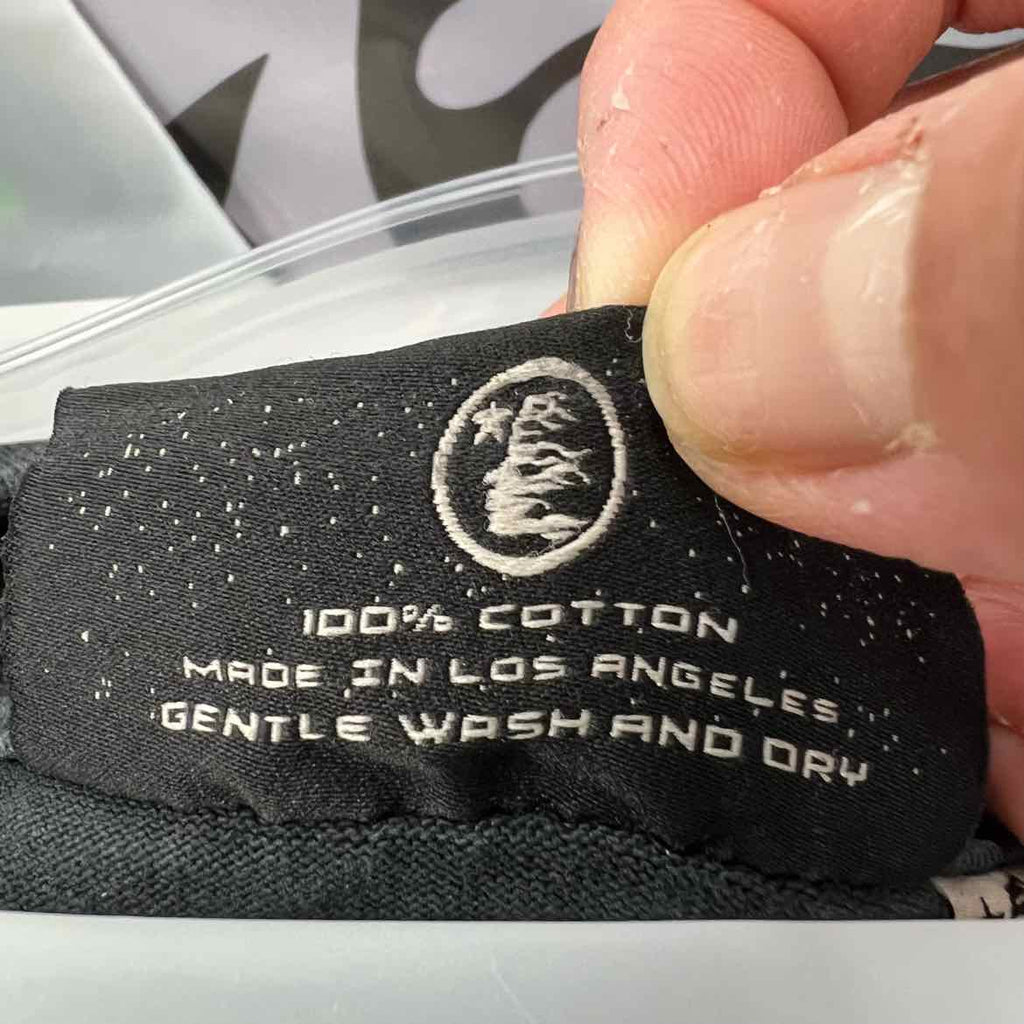 100% COTTON
MADE IN LOS ANGELES
GENTLE WASH AND DRY